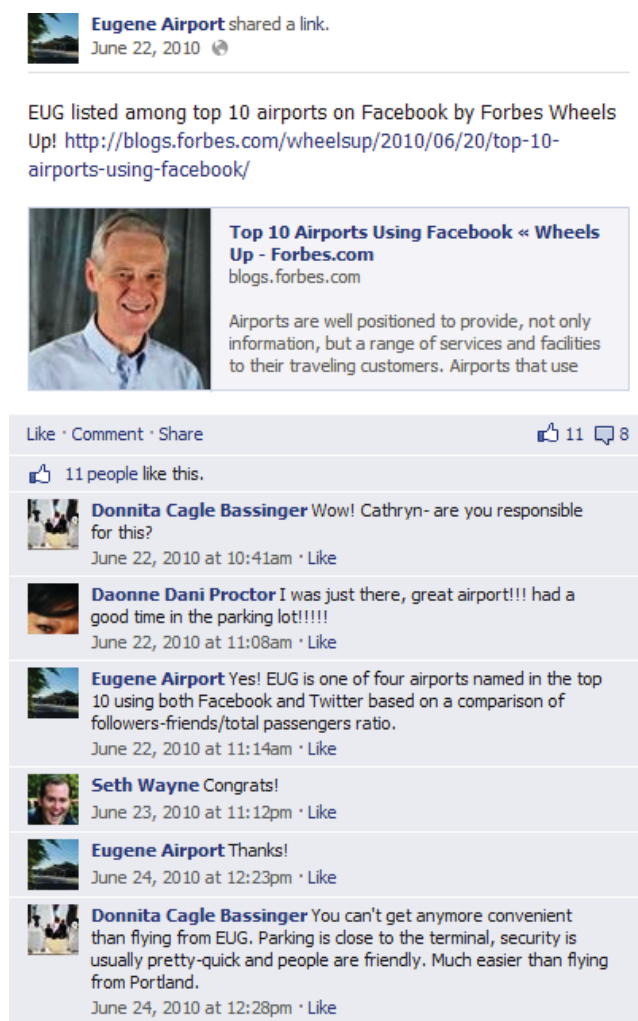 Eugene Airport shared a link.
June 22, 2010
EUG listed among top 10 airports on Facebook by Forbes Wheels
Up! http://blogs.forbes.com/wheelsup/2010/06/20/top-10-
airports-using-facebook/
Top 10 Airports Using Facebook « Wheels
Up - Forbes.com
blogs.forbes.com
Airports are well positioned to provide, not only
information, but a range of services and facilities
to their traveling customers. Airports that use
Like · Comment · Share 11 8
11 people like this.
Donnita Cagle Bassinger Wow! Cathryn- are you responsible
for this?
June 22, 2010 at 10:41am · Like
Daonne Dani Proctor I was just there, great airport!!! had a
good time in the parking lot!!!!!
June 22, 2010 at 11:08am · Like
Eugene Airport Yes! EUG is one of four airports named in the top
10 using both Facebook and Twitter based on a comparison of
followers-friends/total passengers ratio.
June 22, 2010 at 11:14am · Like
Seth Wayne Congrats!
June 23, 2010 at 11:12pm · Like
Eugene Airport Thanks!
June 24, 2010 at 12:23pm · Like
Donnita Cagle Bassinger You can't get anymore convenient
than flying from EUG. Parking is close to the terminal, security is
usually pretty-quick and people are friendly. Much easier than flying
from Portland.
June 24, 2010 at 12:28pm · Like